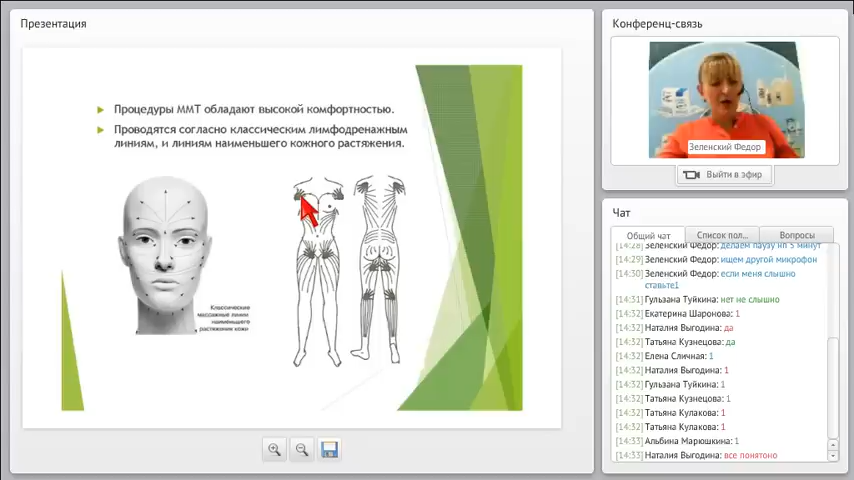 Презентация
Процедуры ММТ обладают высокой комфортностью.
Проводятся согласно классическим лимфодренажным
линиям, и линиям наименьшего кожного растяжения.
Классические
массажные линии
наименьшего
растяжения кожи
Конференц-связь
Зеленский Федор
Выйти в эфир
Чат
Общий чат
Список пол...
Вопросы
[14:28] Зеленский Федор: делаем паузу нп 5 минут
[14:29] Зеленский Федор: ищем другой микрофон
[14:30] Зеленский Федор: если меня слышно
ставьте1
[14:31] Гульзана Туйкина: нет не слышно
[14:32] Екатерина Шаронова: 1
[14:32] Наталия Выгодина: да
[14:32] Татьяна Кузнецова: да
[14:32] Елена Сличная: 1
[14:32] Наталия Выгодина: 1
[14:32] Гульзана Туйкина: 1
[14:32] Татьяна Кузнецова: 1
[14:32] Татьяна Кулакова: 1
[14:32] Татьяна Кулакова: 1
[14:33] Альбина Марюшкина: 1
[14:33] Наталия Выгодина: все понятоно